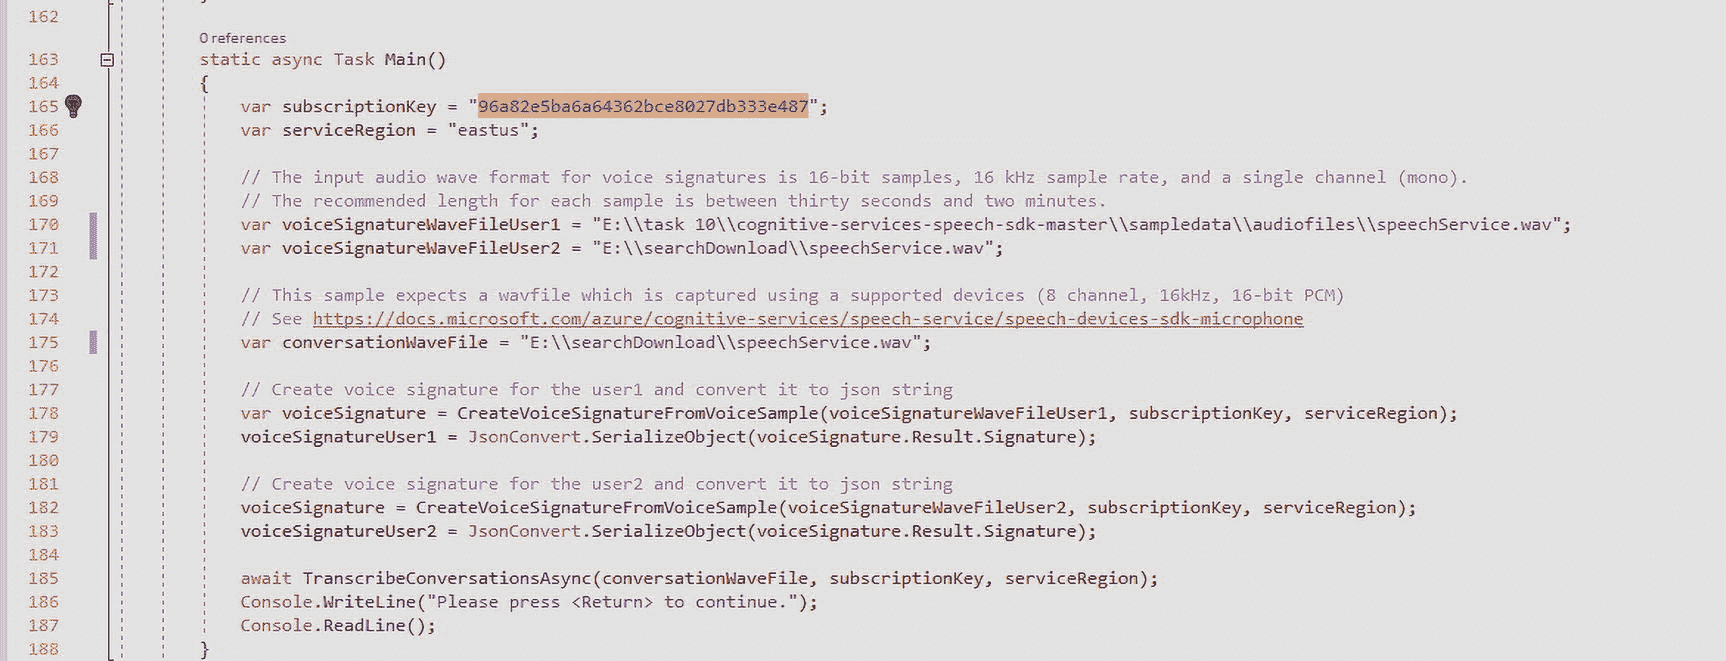 162
0 references
163 static async Task Main()
164 {
165 var subscriptionKey = "96a82e5ba6a64362bce8027db333e487";
166 var serviceRegion = "eastus";
167
168 // The input audio wave format for voice signatures is 16-bit samples, 16 kHz sample rate, and a single channel (mono).
169 // The recommended length for each sample is between thirty seconds and two minutes.
170 var voiceSignatureWaveFileUser1 = "E:\\task 10\\cognitive-services-speech-sdk-master\\sampledata\\audiofiles\\speechService.wav";
171 var voiceSignatureWaveFileUser2 = "E:\\searchDownload\\speechService.wav";
172
173 // This sample expects a wavfile which is captured using a supported devices (8 channel, 16kHz, 16-bit PCM)
174 // See https://docs.microsoft.com/azure/cognitive-services/speech-service/speech-devices-sdk-microphone
175 var conversationWaveFile = "E:\\searchDownload\\speechService.wav";
176
177 // Create voice signature for the user1 and convert it to json string
178 var voiceSignature = CreateVoiceSignatureFromVoiceSample(voiceSignatureWaveFileUser1, subscriptionKey, serviceRegion);
179 voiceSignatureUser1 = JsonConvert.SerializeObject(voiceSignature.Result.Signature);
180
181 // Create voice signature for the user2 and convert it to json string
182 voiceSignature = CreateVoiceSignatureFromVoiceSample(voiceSignatureWaveFileUser2, subscriptionKey, serviceRegion);
183 voiceSignatureUser2 = JsonConvert.SerializeObject(voiceSignature.Result.Signature);
184
185 await TranscribeConversationsAsync(conversationWaveFile, subscriptionKey, serviceRegion);
186 Console.WriteLine("Please press <Return> to continue.");
187 Console.ReadLine();
188 }